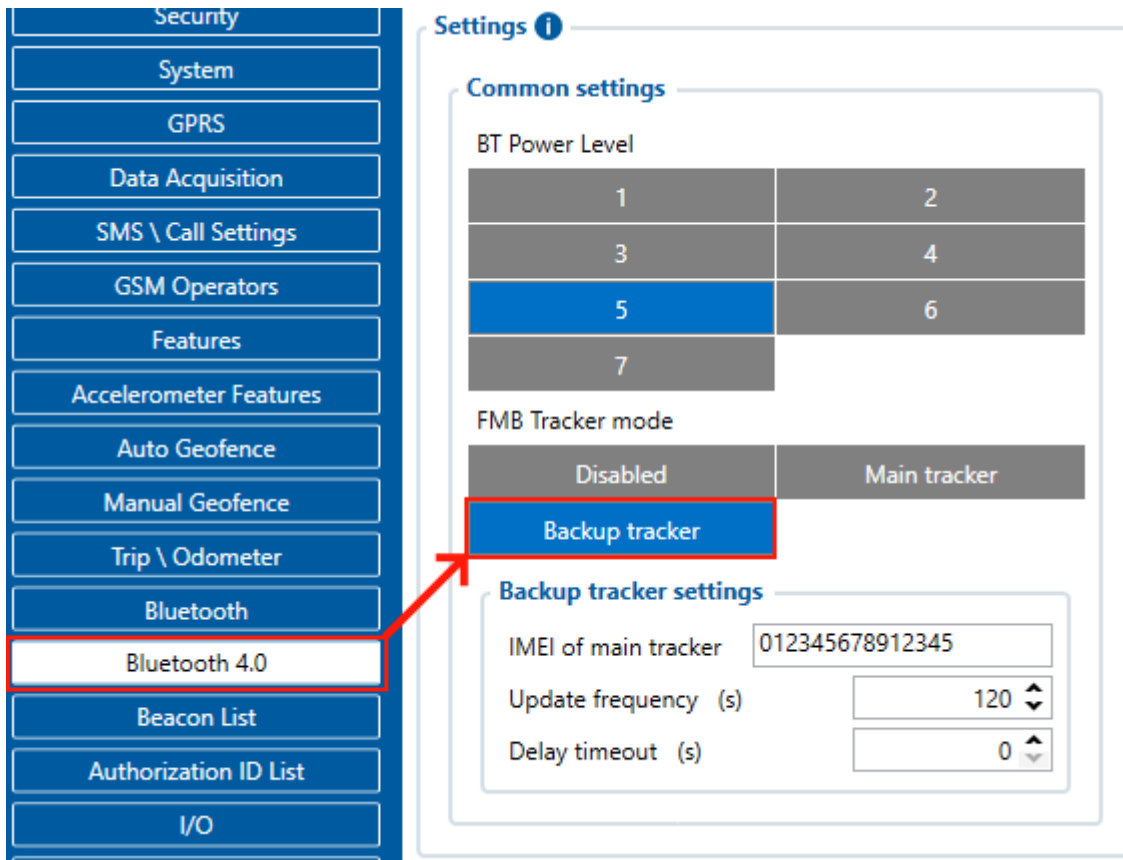 Security
System
GPRS
Data Acquisition
SMS \ Call Settings
GSM Operators
Features
Accelerometer Features
Auto Geofence
Manual Geofence
Trip \ Odometer
Bluetooth
Bluetooth 4.0
Beacon List
Authorization ID List
I/O
Settings i
Common settings
BT Power Level
1 2
3 4
5 6
7
FMB Tracker mode
Disabled Main tracker
Backup tracker
Backup tracker settings
IMEI of main tracker 012345678912345
Update frequency (s) 120
Delay timeout (s) 0